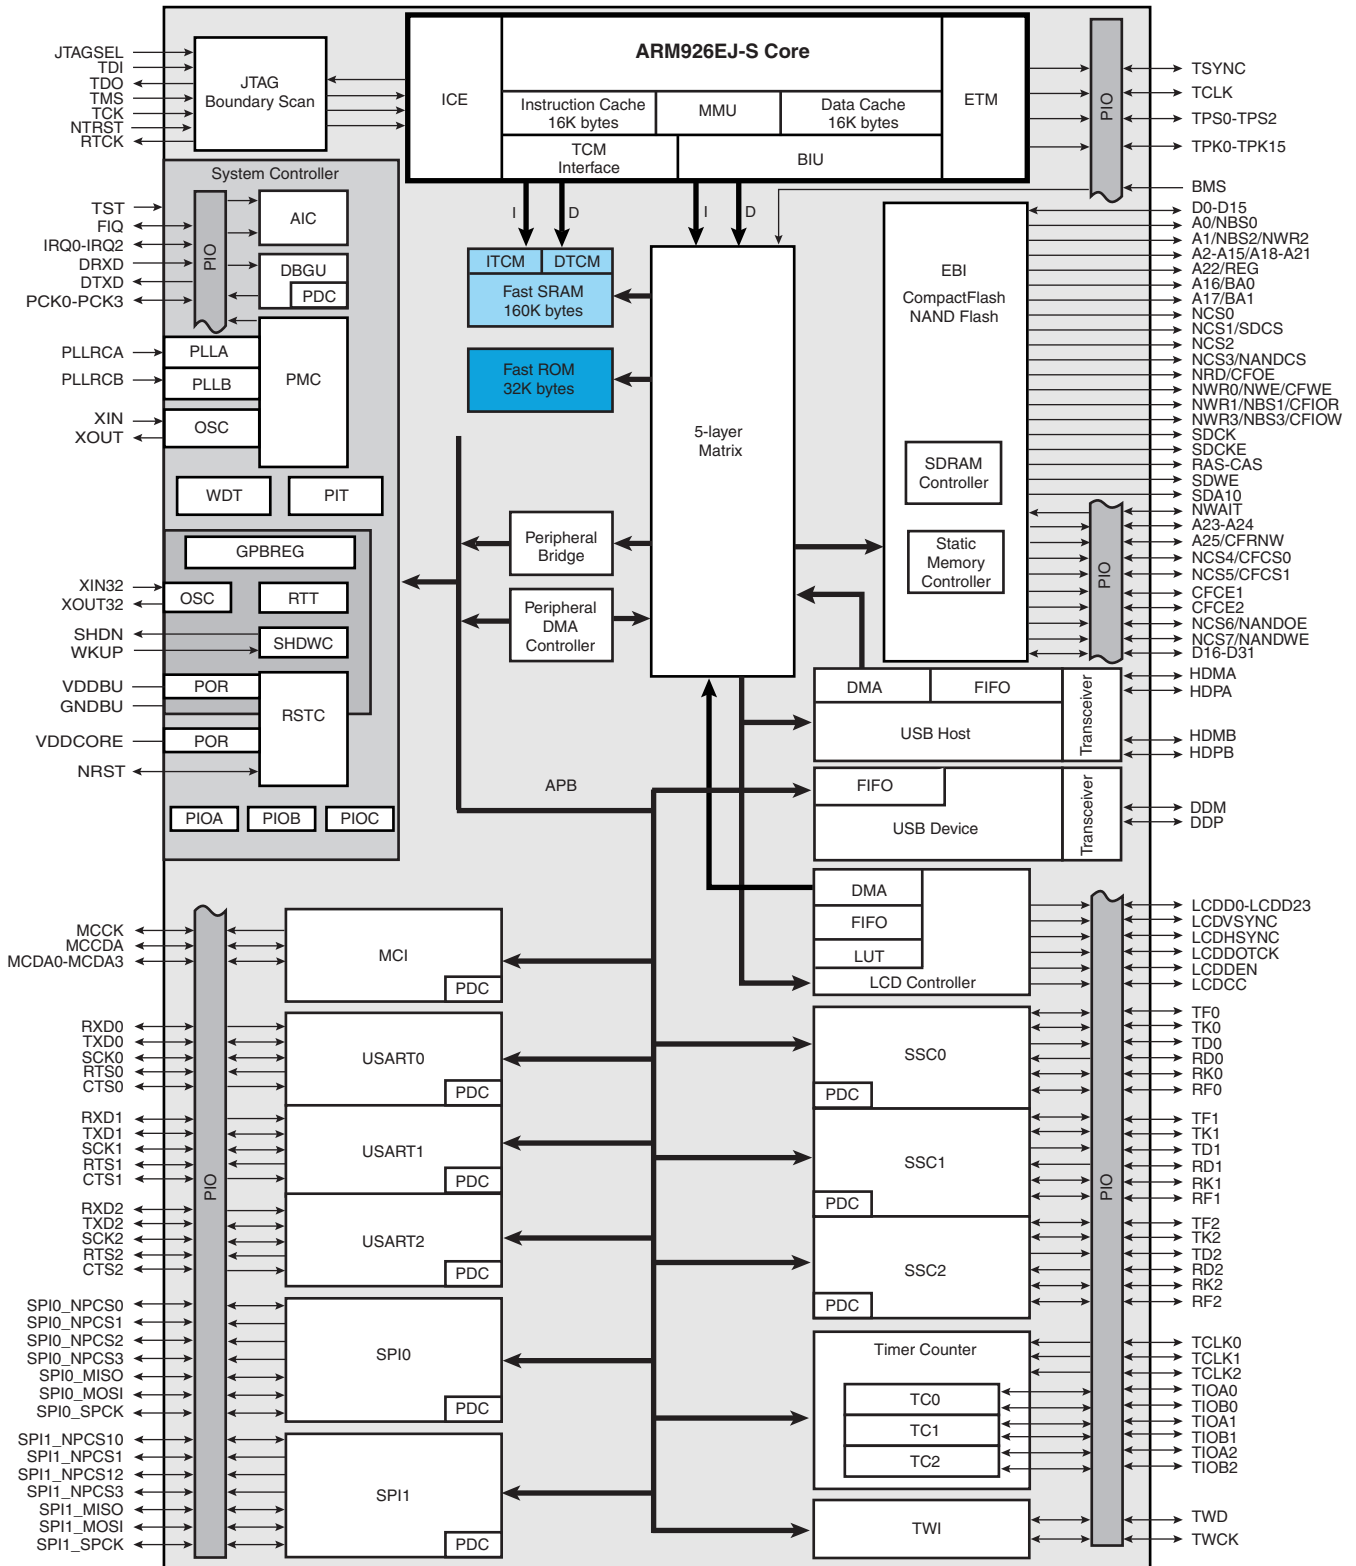 ARM926EJ-S Core
ICE
Instruction Cache
16K bytes
MMU
Data Cache
16K bytes
ETM
TCM
Interface
BIU
I
D
I
D
JTAGSEL
TDI
TDO
TMS
TCK
NTRST
RTCK
JTAG
Boundary Scan
System Controller
TST
FIQ
IRQ0-IRQ2
DRXD
DTXD
PCK0-PCK3
PIO
AIC
DBGU
PDC
PLLRCA
PLLRCB
XIN
XOUT
PLLA
PLLB
OSC
PMC
WDT
PIT
GPBREG
XIN32
XOUT32
SHDN
WKUP
OSC
RTT
SHDWC
VDDBU
GNDBU
VDDCORE
NRST
POR
POR
RSTC
PIOA
PIOB
PIOC
ITCM
DTCM
Fast SRAM
160K bytes
Fast ROM
32K bytes
5-layer
Matrix
Peripheral
Bridge
Peripheral
DMA
Controller
APB
PIO
TSYNC
TCLK
TPS0-TPS2
TPK0-TPK15
BMS
EBI
CompactFlash
NAND Flash
SDRAM
Controller
Static
Memory
Controller
D0-D15
A0/NBS0
A1/NBS2/NWR2
A2-A15/A18-A21
A22/REG
A16/BA0
A17/BA1
NCS0
NCS1/SDCS
NCS2
NCS3/NANDCS
NRD/CFOE
NWR0/NWE/CFWE
NWR1/NBS1/CFIOR
NWR3/NBS3/CFIOW
SDCK
SDCKE
RAS-CAS
SDWE
SDA10
PIO
NWAIT
A23-A24
A25/CFRNW
NCS4/CFCS0
NCS5/CFCS1
CFCE1
CFCE2
NCS6/NANDOE
NCS7/NANDWE
D16-D31
DMA
FIFO
USB Host
Transceiver
HDMA
HDPA
HDMB
HDPB
FIFO
USB Device
Transceiver
DDM
DDP
DMA
FIFO
LUT
LCD Controller
LCDD0-LCDD23
LCDVSYNC
LCDHSYNC
LCDDOTCK
LCDDEN
LCDCC
PIO
MCCK
MCCDA
MCDA0-MCDA3
MCI
PDC
RXD0
TXD0
SCK0
RTS0
CTS0
USART0
PDC
RXD1
TXD1
SCK1
RTS1
CTS1
USART1
PDC
RXD2
TXD2
SCK2
RTS2
CTS2
USART2
PDC
PIO
SPI0_NPCS0
SPI0_NPCS1
SPI0_NPCS2
SPI0_NPCS3
SPI0_MISO
SPI0_MOSI
SPI0_SPCK
SPI0
PDC
SPI1_NPCS10
SPI1_NPCS1
SPI1_NPCS12
SPI1_NPCS3
SPI1_MISO
SPI1_MOSI
SPI1_SPCK
SPI1
PDC
SSC0
PDC
TF0
TK0
TD0
RD0
RK0
RF0
SSC1
PDC
TF1
TK1
TD1
RD1
RK1
RF1
SSC2
PDC
TF2
TK2
TD2
RD2
RK2
RF2
Timer Counter
TC0
TC1
TC2
TCLK0
TCLK1
TCLK2
TIOA0
TIOB0
TIOA1
TIOB1
TIOA2
TIOB2
TWI
TWD
TWCK